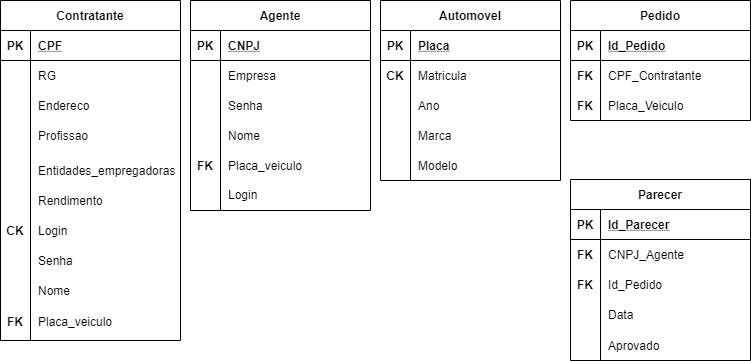 Contratante
PK CPF
RG
Endereco
Profissao
Entidades_empregadoras
Rendimento
CK Login
Senha
Nome
FK Placa_veiculo
Agente
PK CNPJ
Empresa
Senha
Nome
FK Placa_veiculo
Login
Automovel
PK Placa
CK Matricula
Ano
Marca
Modelo
Pedido
PK Id_Pedido
FK CPF_Contratante
FK Placa_Veiculo
Parecer
PK Id_Parecer
FK CNPJ_Agente
FK Id_Pedido
Data
Aprovado